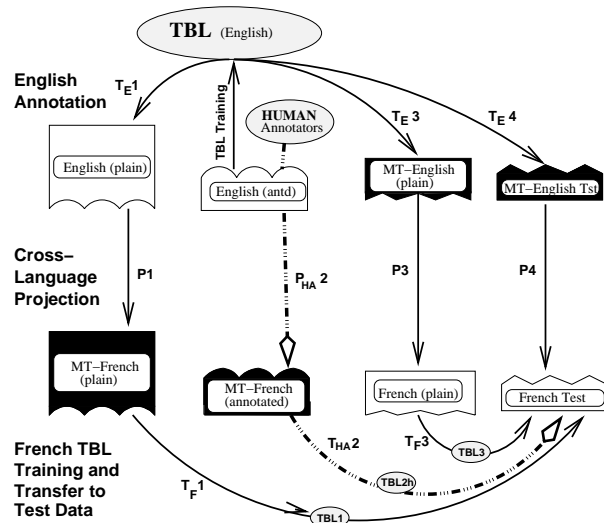 TBL (English)
English
Annotation
T_E 1
TBL Training
HUMAN
Annotators
T_E 3
T_E 4
English (plain)
English (antd)
MT−English
(plain)
MT−English Tst
Cross−
Language
Projection
P1
P_HA 2
P3
P4
MT−French
(plain)
MT−French
(annotated)
French (plain)
French Test
French TBL
Training and
Transfer to
Test Data
T_F 1
T_HA 2
T_F 3
TBL3
TBL2h
TBL1